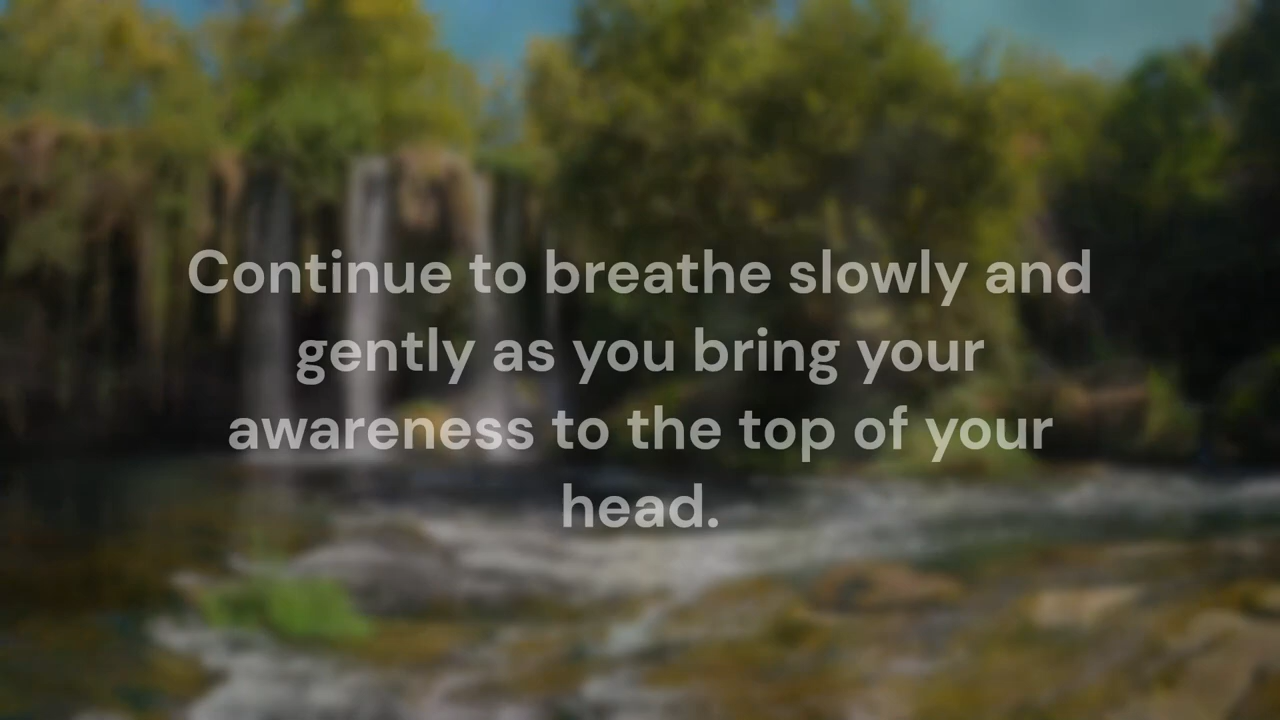 Continue to breathe slowly and
gently as you bring your
awareness to the top of your
head.